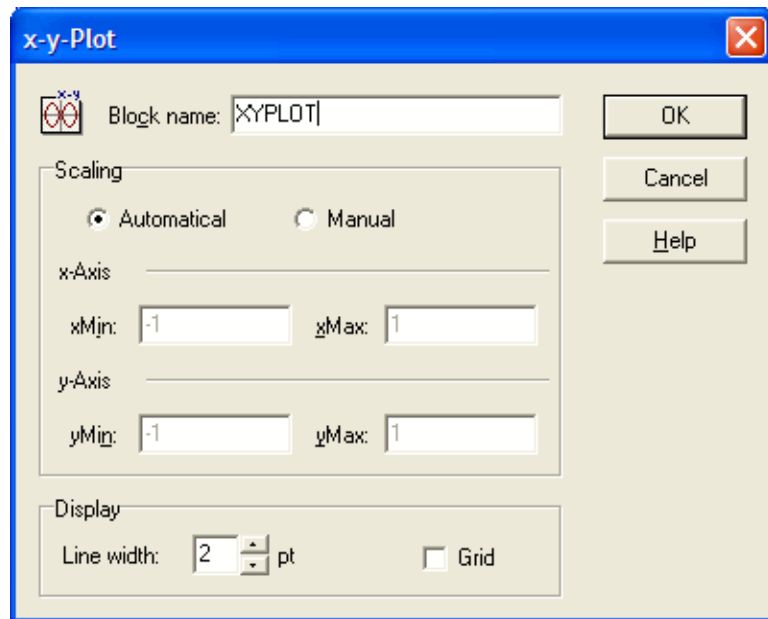 x-y-Plot
x-y
Block name: XYPLOT
OK
Scaling
Cancel
Automatical Manual
Help
x-Axis
xMin: -1 xMax: 1
y-Axis
yMin: -1 yMax: 1
Display
Line width: 2 pt Grid